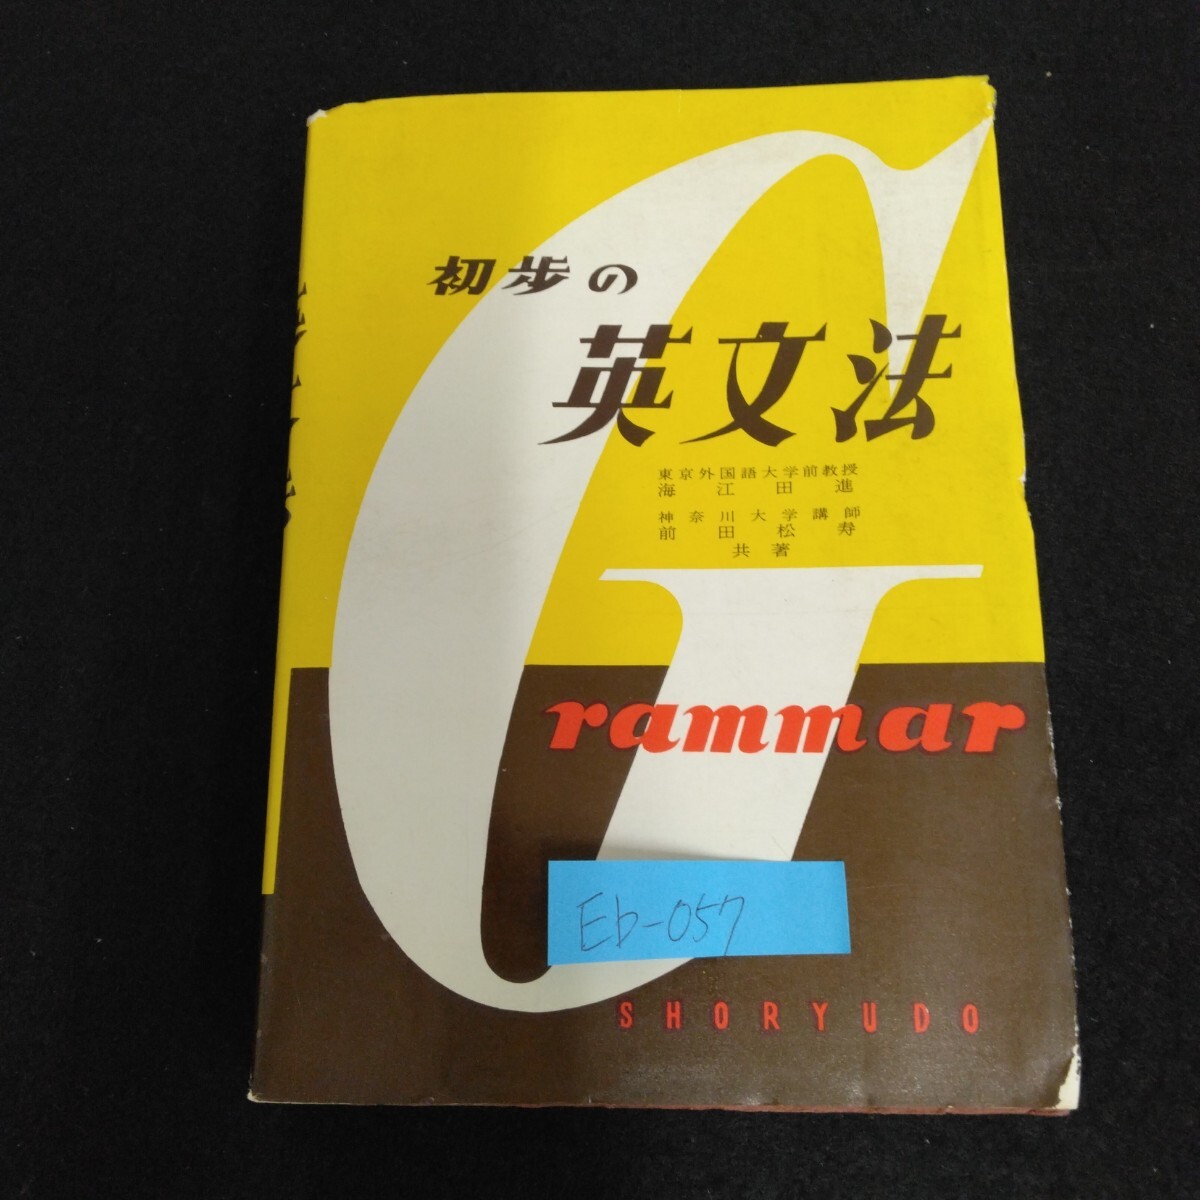 初歩の
英文法
東京外国語大学前教授
海江田進
神奈川大学講師
前田松寿
共著
Grammar
Eb-057
SHORYUDO